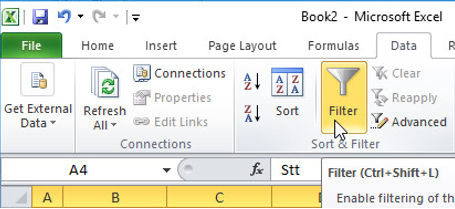 Book2 - Microsoft Excel
File Home Insert Page Layout Formulas Data Review
Get External Data
Refresh All
Connections
Properties
Edit Links
Connections
A Z
Z A
A Z Z A
Sort
Filter
Clear
Reapply
Advanced
Sort & Filter
A4 fx Stt
A B C D
Filter (Ctrl+Shift+L)
Enable filtering of th